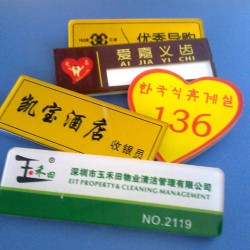 优秀导购
爱嘉义齿
AI JIA YI CHI
한국식휴게실
136
凯宝酒店
收银员
玉禾田
深圳市玉禾田物业清洁管理有限公司
EIT PROPERTY& CLEANING MANAGEMENT
NO.2119